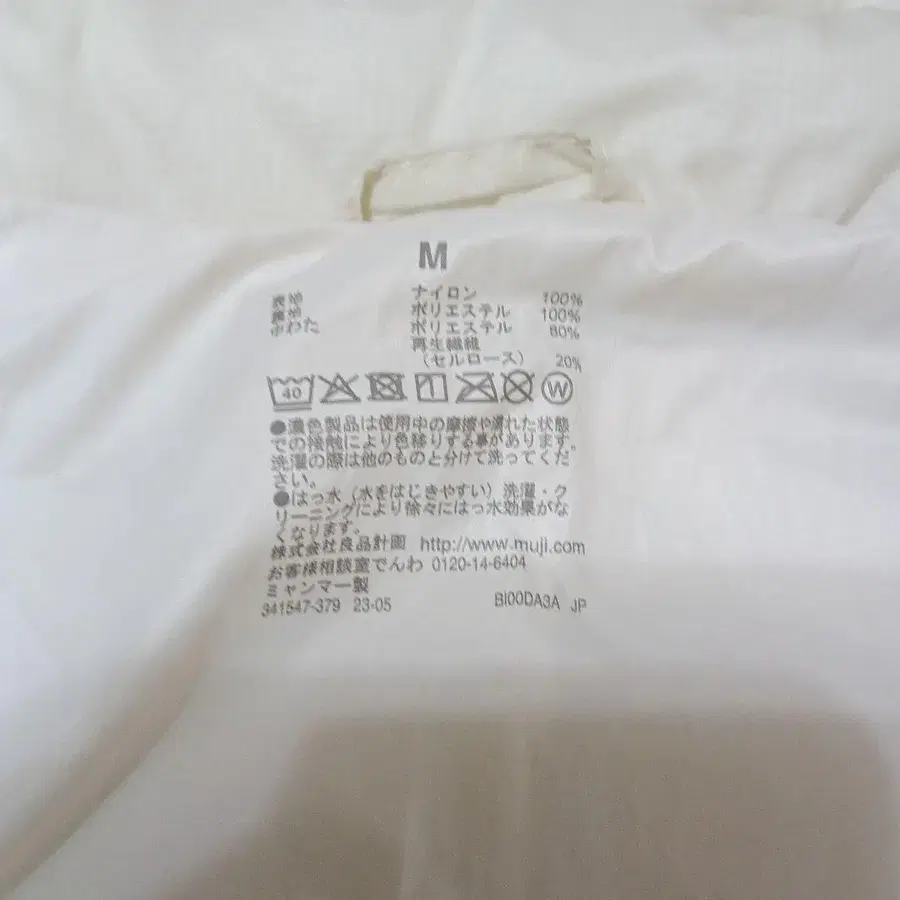 M
表地 ナイロン 100%
裏地 ポリエステル 100%
中わた ポリエステル 80%
再生繊維
(セルロース) 20%
40 W
●濃色製品は使用中の摩擦や濡れた状態
での接触により色移りする事があります。
洗濯の際は他のものと分けて洗ってくだ
さい。
●はっ水（水をはじきやすい）洗濯・ク
リーニングにより徐々にはっ水効果がな
くなります。
株式会社良品計画 http://www.muji.com
お客様相談室でんわ 0120-14-6404
ミャンマー製
341547-379 23-05 BI00DA3A JP